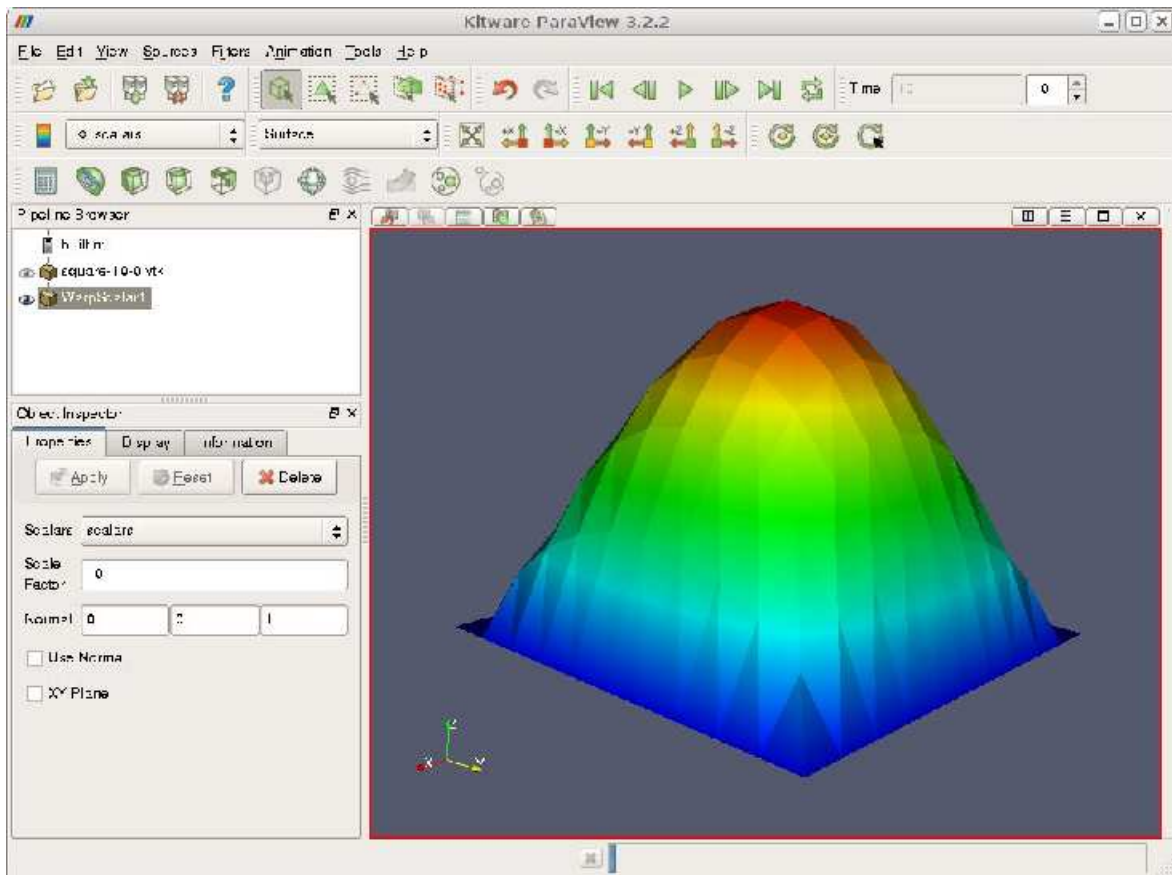 Kitware ParaView 3.2.2
File Edit View Sources Filters Animation Tools Help
Time 0
scalars Surface
Pipeline Browser
builtin:
square-10-0.vtk
WarpScalar1
Object Inspector
Properties Display Information
Apply Reset Delete
Scalars scalars
Scale
Factor
Normal 0 1
Use Normal
XY Plane
Z
X Y